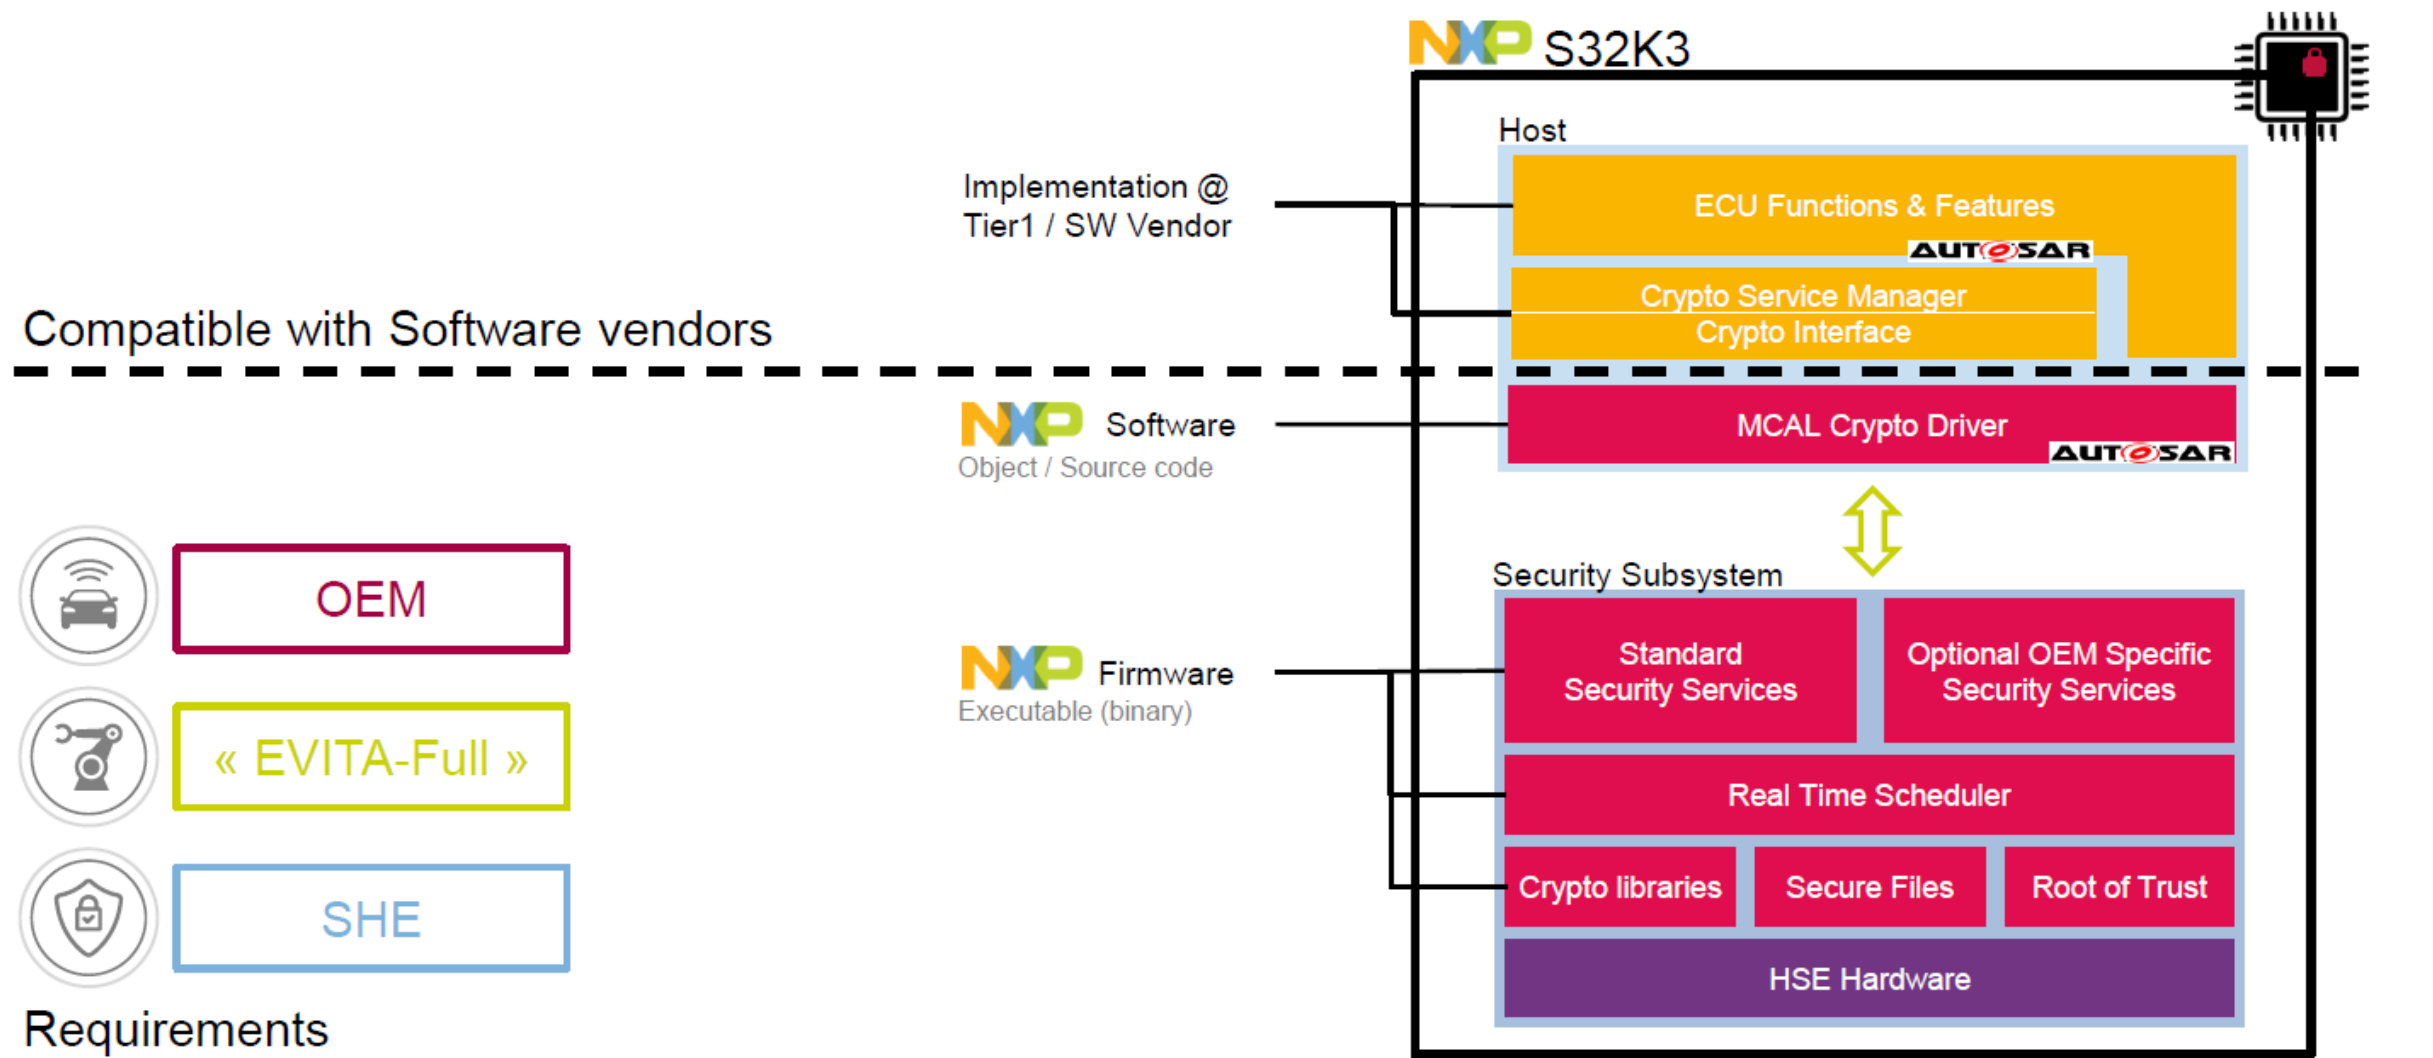 NXP S32K3
Host
Implementation @
Tier1 / SW Vendor
ECU Functions & Features
AUTOSAR
Crypto Service Manager
Crypto Interface
Compatible with Software vendors
NXP Software
Object / Source code
MCAL Crypto Driver
AUTOSAR
OEM
« EVITA-Full »
SHE
Requirements
Security Subsystem
NXP Firmware
Executable (binary)
Standard
Security Services
Optional OEM Specific
Security Services
Real Time Scheduler
Crypto libraries
Secure Files
Root of Trust
HSE Hardware